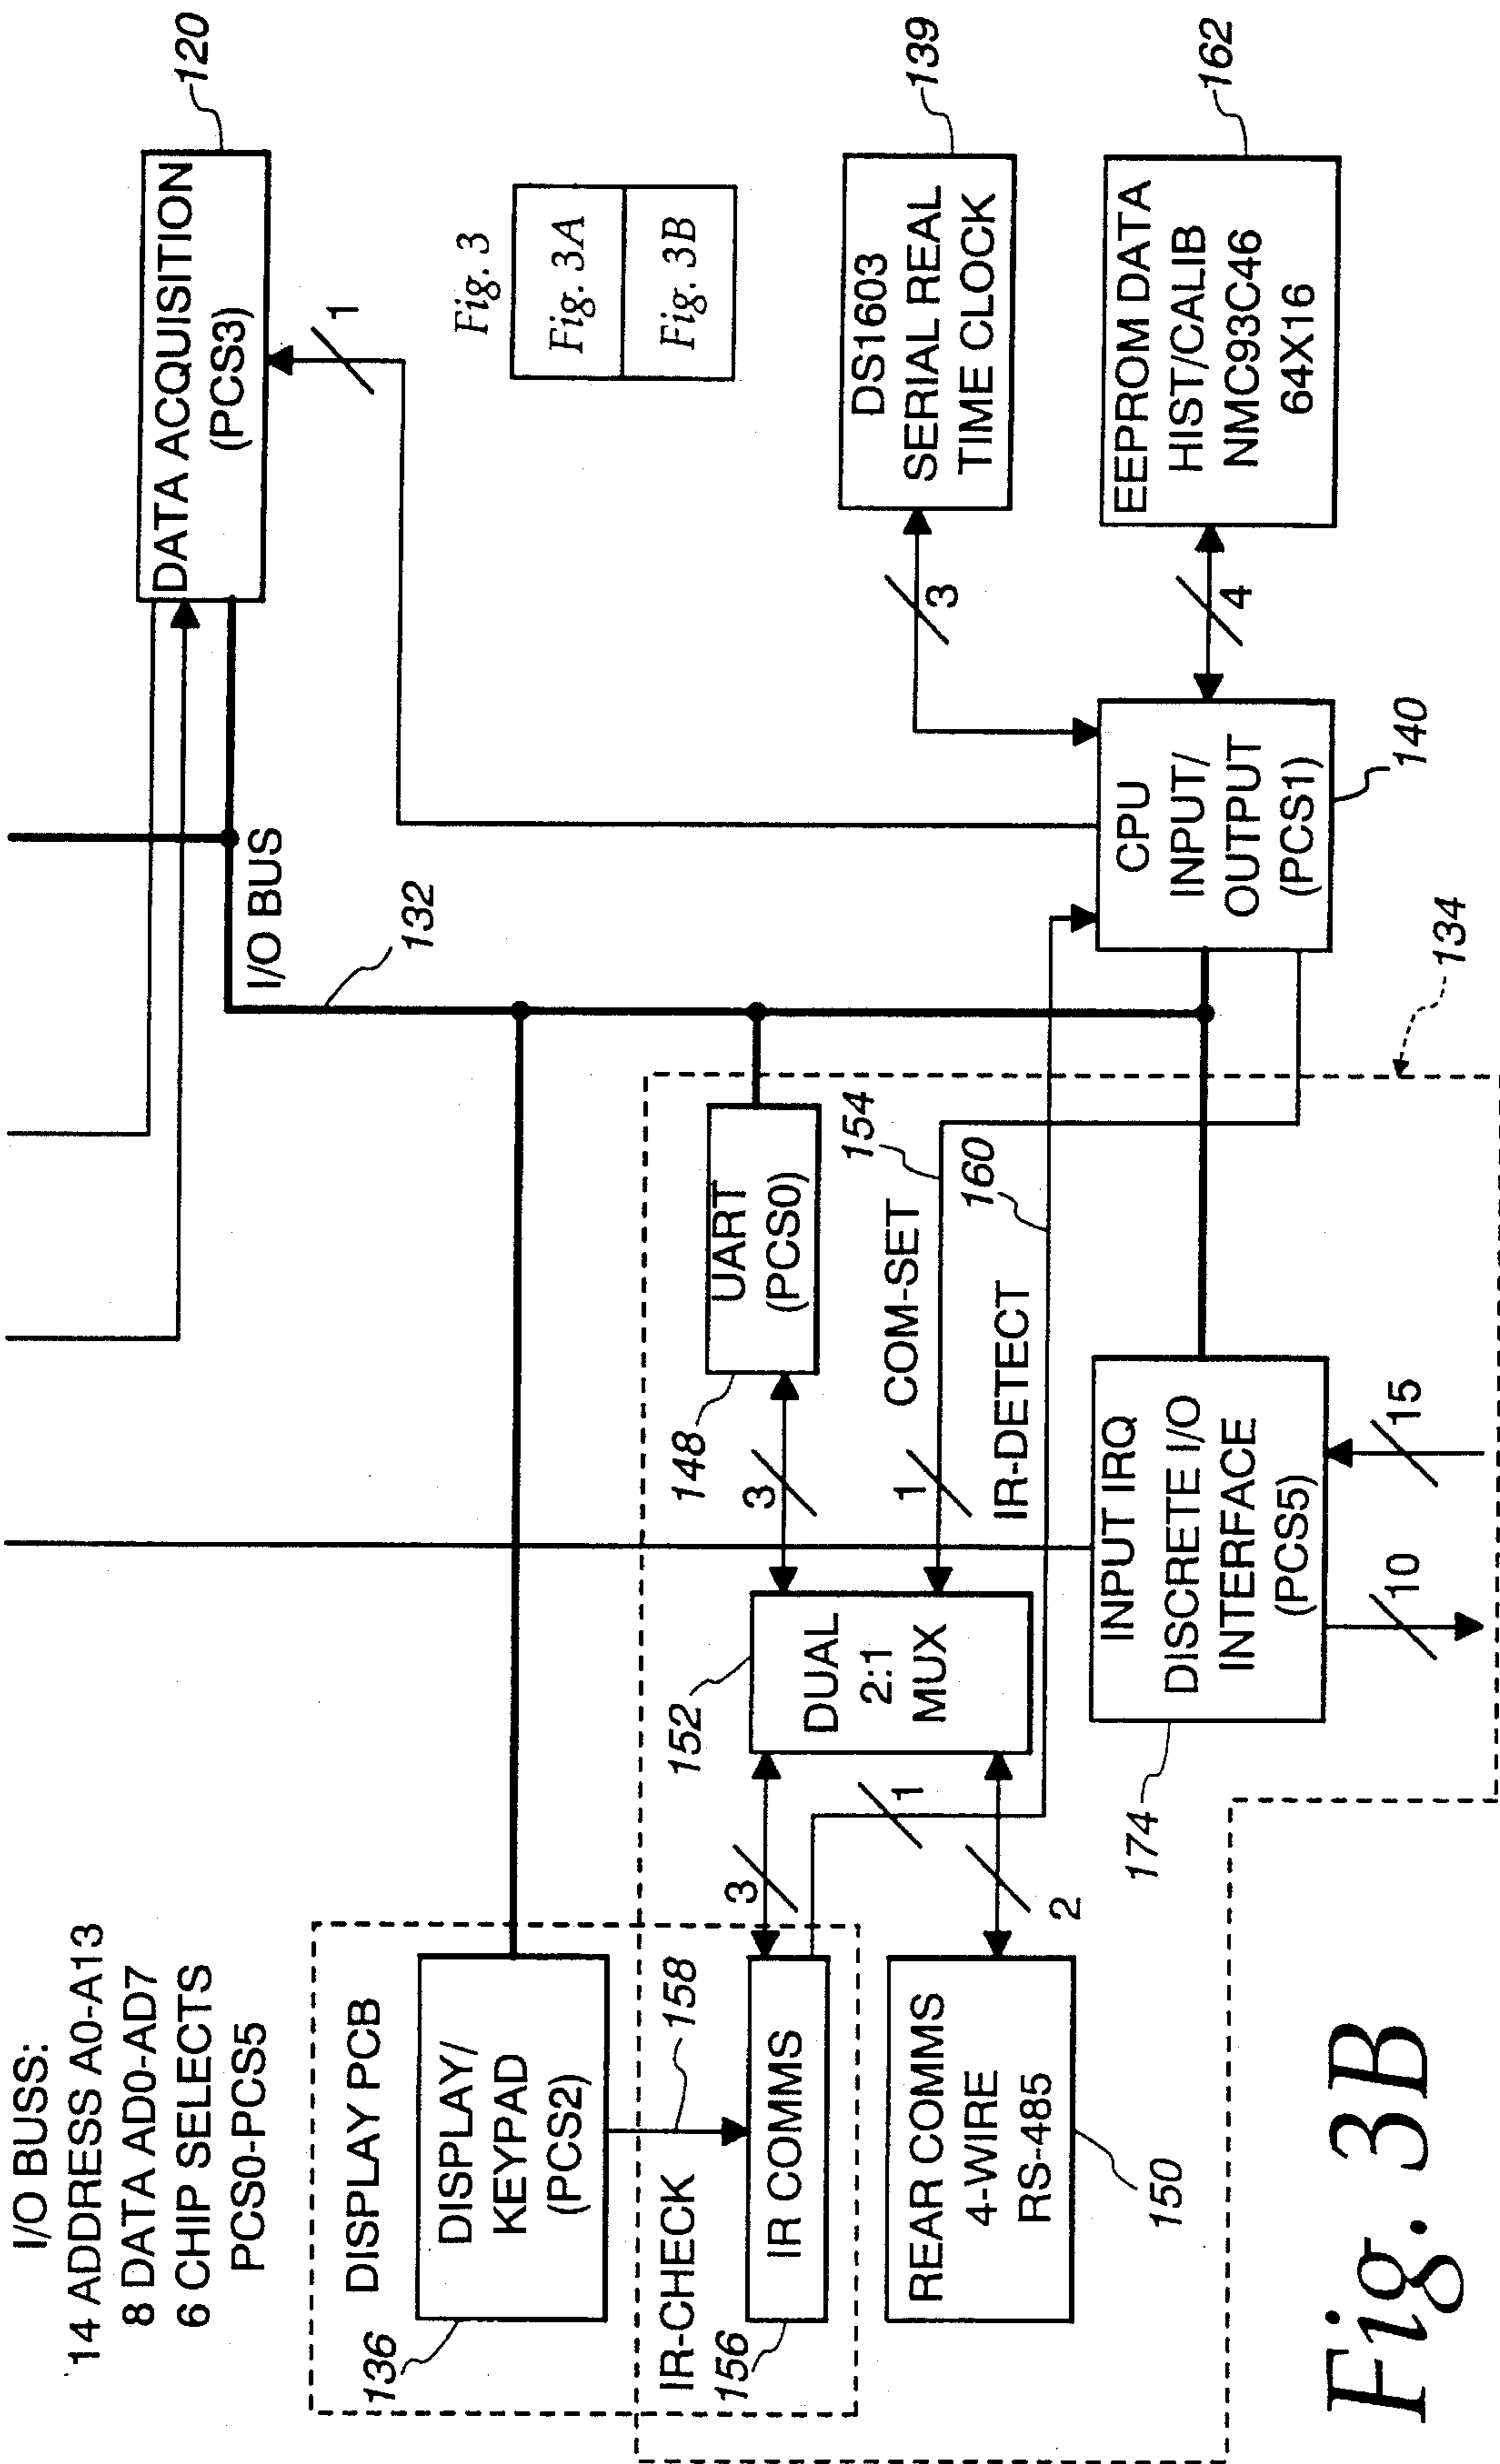 I/O BUSS:
14 ADDRESS A0-A13
8 DATA AD0-AD7
6 CHIP SELECTS
PCS0-PCS5
I/O BUS
132
DATA ACQUISITION
(PCS3)
120
1
Fig. 3
Fig. 3A
Fig. 3B
DISPLAY PCB
DISPLAY/
KEYPAD
(PCS2)
136
IR-CHECK
158
IR COMMS
156
3
1
REAR COMMS
4-WIRE
RS-485
150
2
DUAL
2:1
MUX
152
3
UART
(PCS0)
148
1
COM-SET
154
IR-DETECT
160
DS1603
SERIAL REAL
TIME CLOCK
139
3
EEPROM DATA
HIST/CALIB
NMC93C46
64X16
162
4
CPU
INPUT/
OUTPUT
(PCS1)
140
134
INPUT IRQ
DISCRETE I/O
INTERFACE
(PCS5)
174
10
15
Fig. 3B